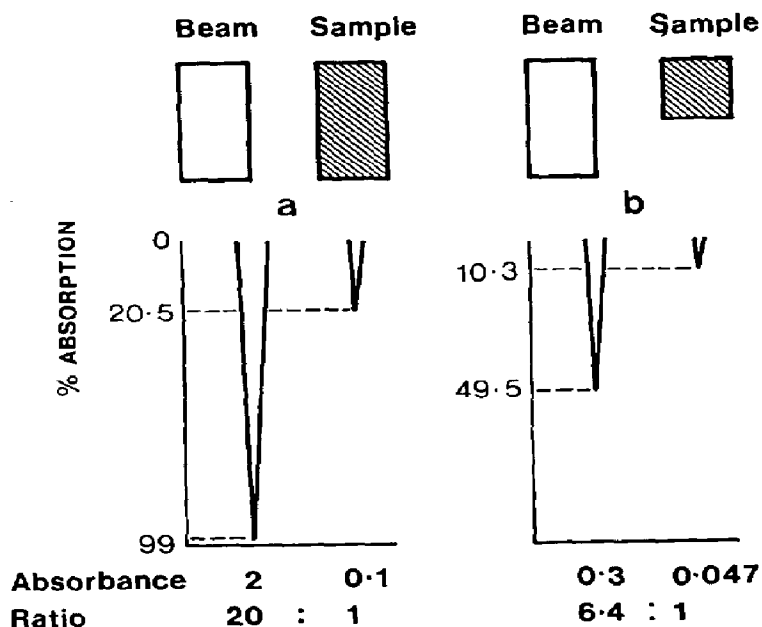 Beam Sample Beam Sample
a b
% ABSORPTION
0
20·5
99
10·3
49·5
Absorbance 2 0·1 0·3 0·047
Ratio 20 : 1 6·4 : 1